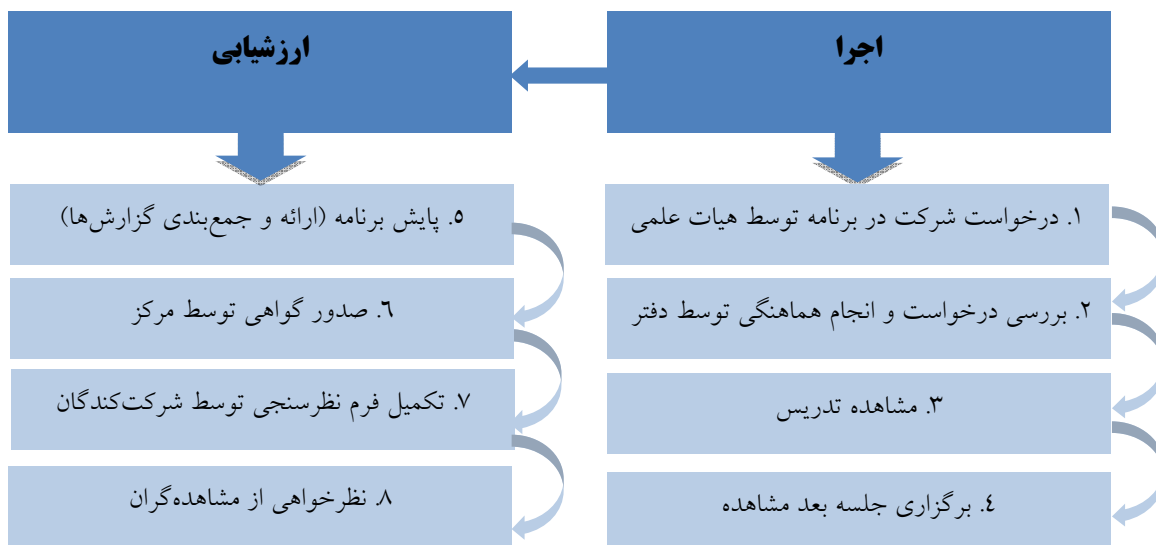 اجرا
۱. درخواست شرکت در برنامه توسط هیات علمی
۲. بررسی درخواست و انجام هماهنگی توسط دفتر
۳. مشاهده تدریس
٤. برگزاری جلسه بعد مشاهده
ارزشیابی
٥. پایش برنامه (ارائه و جمع‌بندی گزارش‌ها)
٦. صدور گواهی توسط مرکز
۷. تکمیل فرم نظرسنجی توسط شرکت‌کندگان
۸. نظرخواهی از مشاهده‌گران